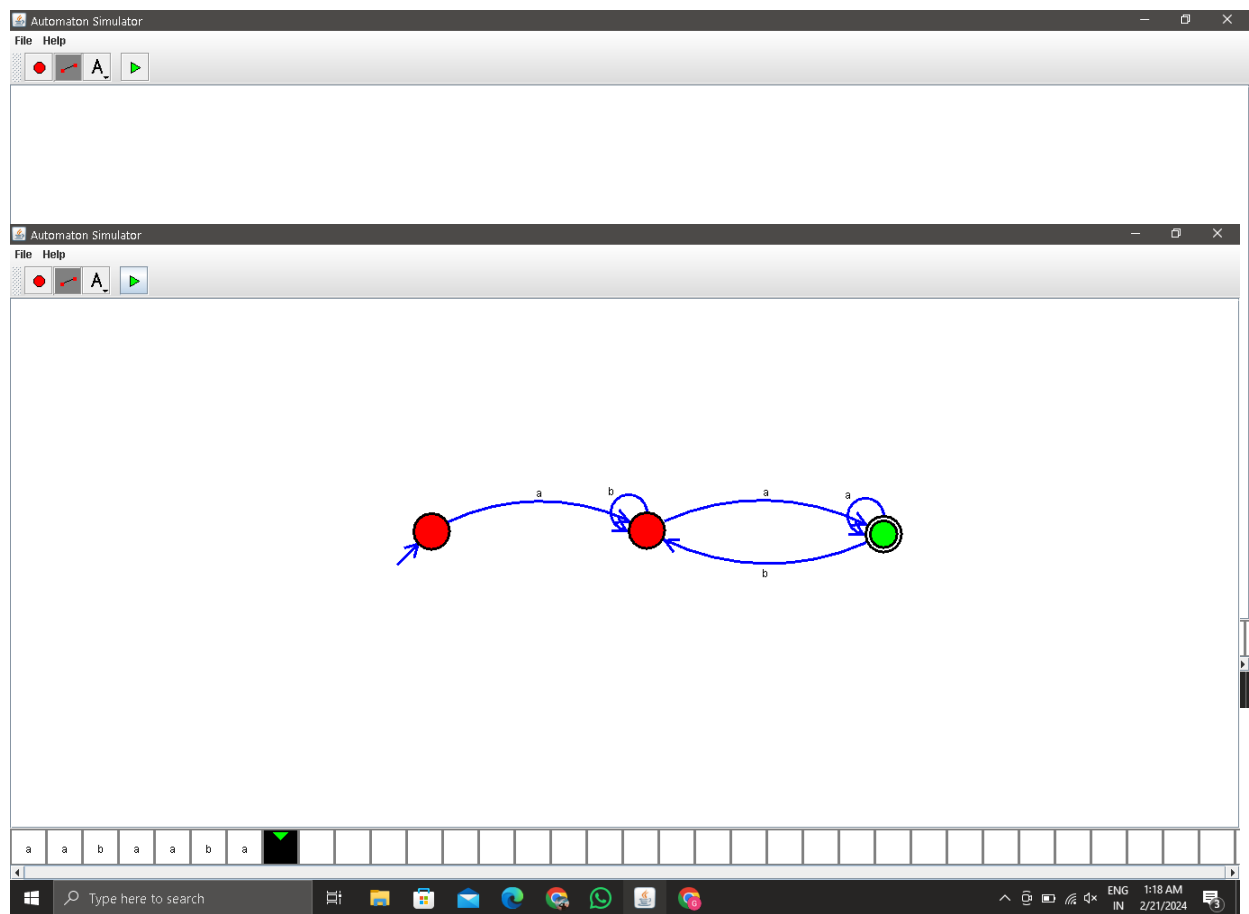 Automaton Simulator
File Help
A
Automaton Simulator
File Help
A
a
b
a
a
b
a a b a a b a
Type here to search
G
ENG 1:18 AM
IN 2/21/2024
3